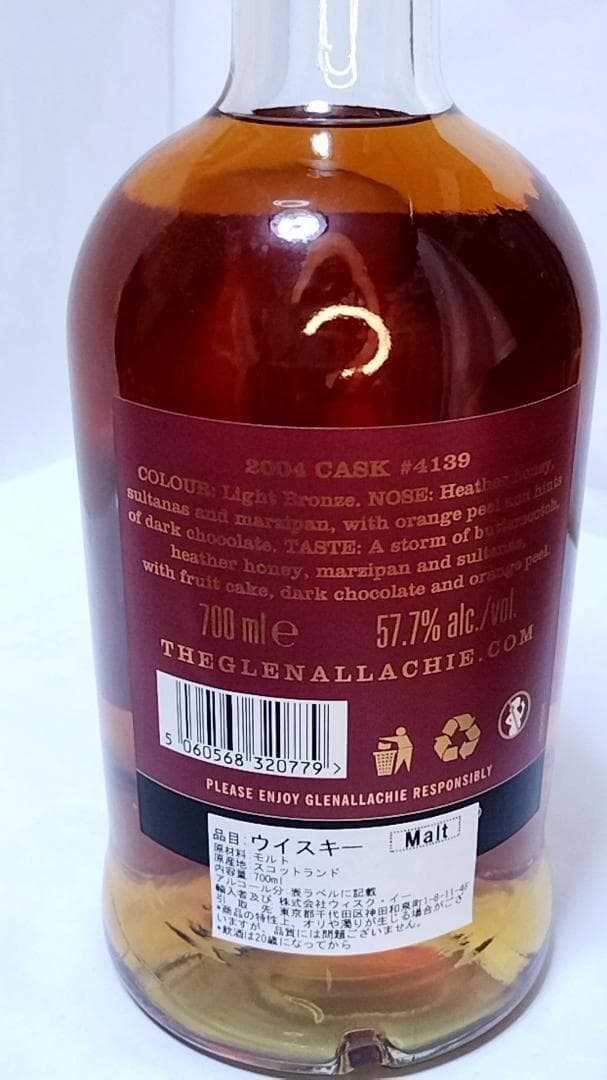 2004 CASK #4139
COLOUR: Light Bronze. NOSE: Heather honey,
sultanas and marzipan, with orange peel and hints
of dark chocolate. TASTE: A storm of butterscotch,
heather honey, marzipan and sultanas,
with fruit cake, dark chocolate and orange peel.
700 ml e 57.7% alc./vol.
THEGLENALLACHIE.COM
5 060568 320779 >
PLEASE ENJOY GLENALLACHIE RESPONSIBLY
品目:ウイスキー Malt
原材料:モルト
原産地:スコットランド
内容量 700ml
アルコール分:表ラベルに記載
輸入者及び 株式会社ウィスク・イー
引 取 先 東京都千代田区神田和泉町1-8-11-4F
*商品の特性上、オリや濁りが生じる場合がござ
いますが、品質には問題ございません。
*飲酒は20歳になってから